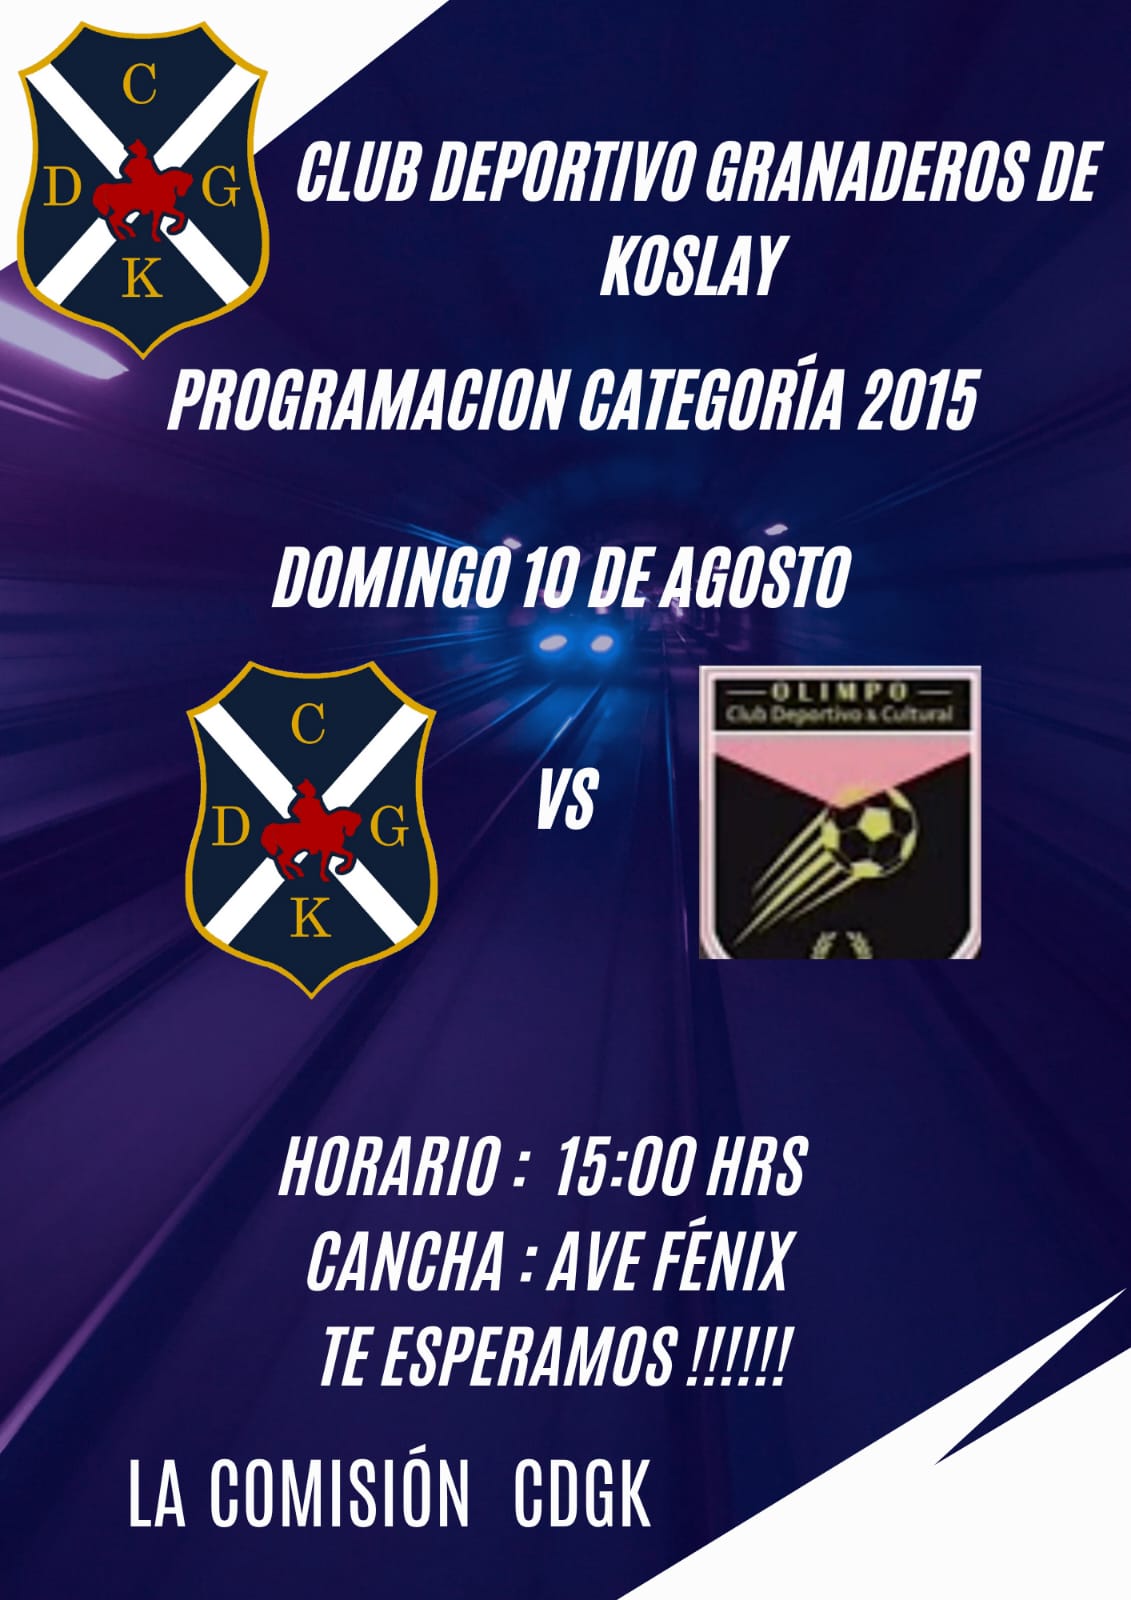 C
D G
K
CLUB DEPORTIVO GRANADEROS DE
KOSLAY
PROGRAMACION CATEGORÍA 2015
DOMINGO 10 DE AGOSTO
C
D G
K
VS
OLIMPO
Club Deportivo & Cultural
HORARIO : 15:00 HRS
CANCHA : AVE FÉNIX
TE ESPERAMOS !!!!!!
LA COMISIÓN CDGK